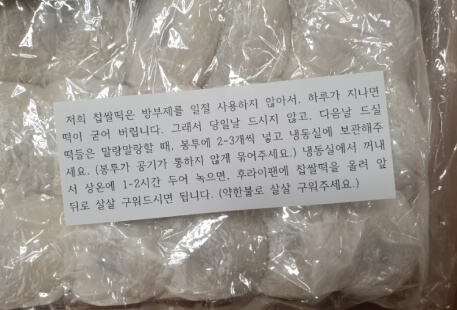 저희 찹쌀떡은 방부제를 일절 사용하지 않아서, 하루가 지나면
떡이 굳어 버립니다. 그래서 당일날 드시지 않고, 다음날 드실
떡들은 말랑말랑할 때, 봉투에 2-3개씩 넣고 냉동실에 보관해주
세요. (봉투가 공기가 통하지 않게 묶어주세요.) 냉동실에서 꺼내
서 상온에 1-2시간 두어 녹으면, 후라이팬에 찹쌀떡을 올려 앞
뒤로 살살 구워드시면 됩니다. (약한불로 살살 구워주세요.)